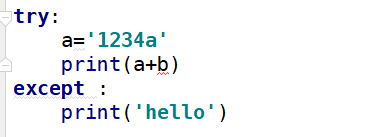 try:
    a='1234a'
    print(a+b)
except :
    print('hello')